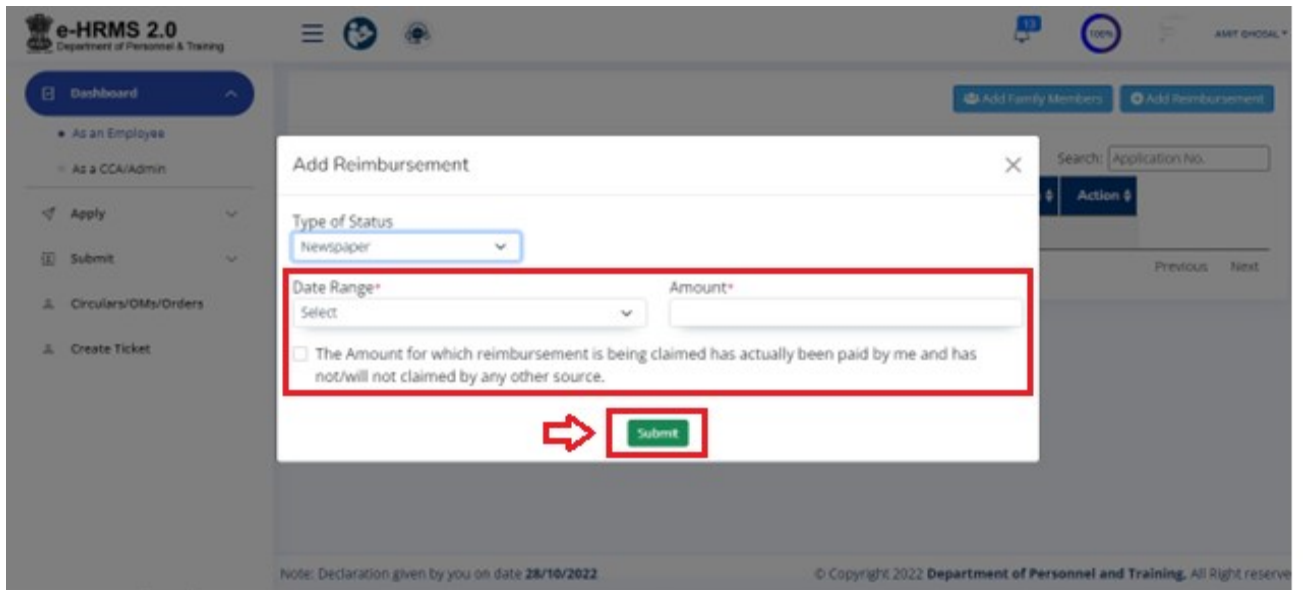 e-HRMS 2.0
Department of Personnel & Training
13
100%
AMIT GHOSAL
Dashboard
As an Employee
As a CCA/Admin
Apply
Submit
Circulars/OMs/Orders
Create Ticket
Add Family Members
Add Reimbursement
Search: Application No.
Action
Previous Next
Add Reimbursement
Type of Status
Newspaper
Date Range* Amount*
Select
The Amount for which reimbursement is being claimed has actually been paid by me and has
not/will not claimed by any other source.
Submit
Note: Declaration given by you on date 28/10/2022
© Copyright 2022 Department of Personnel and Training, All Right reserve